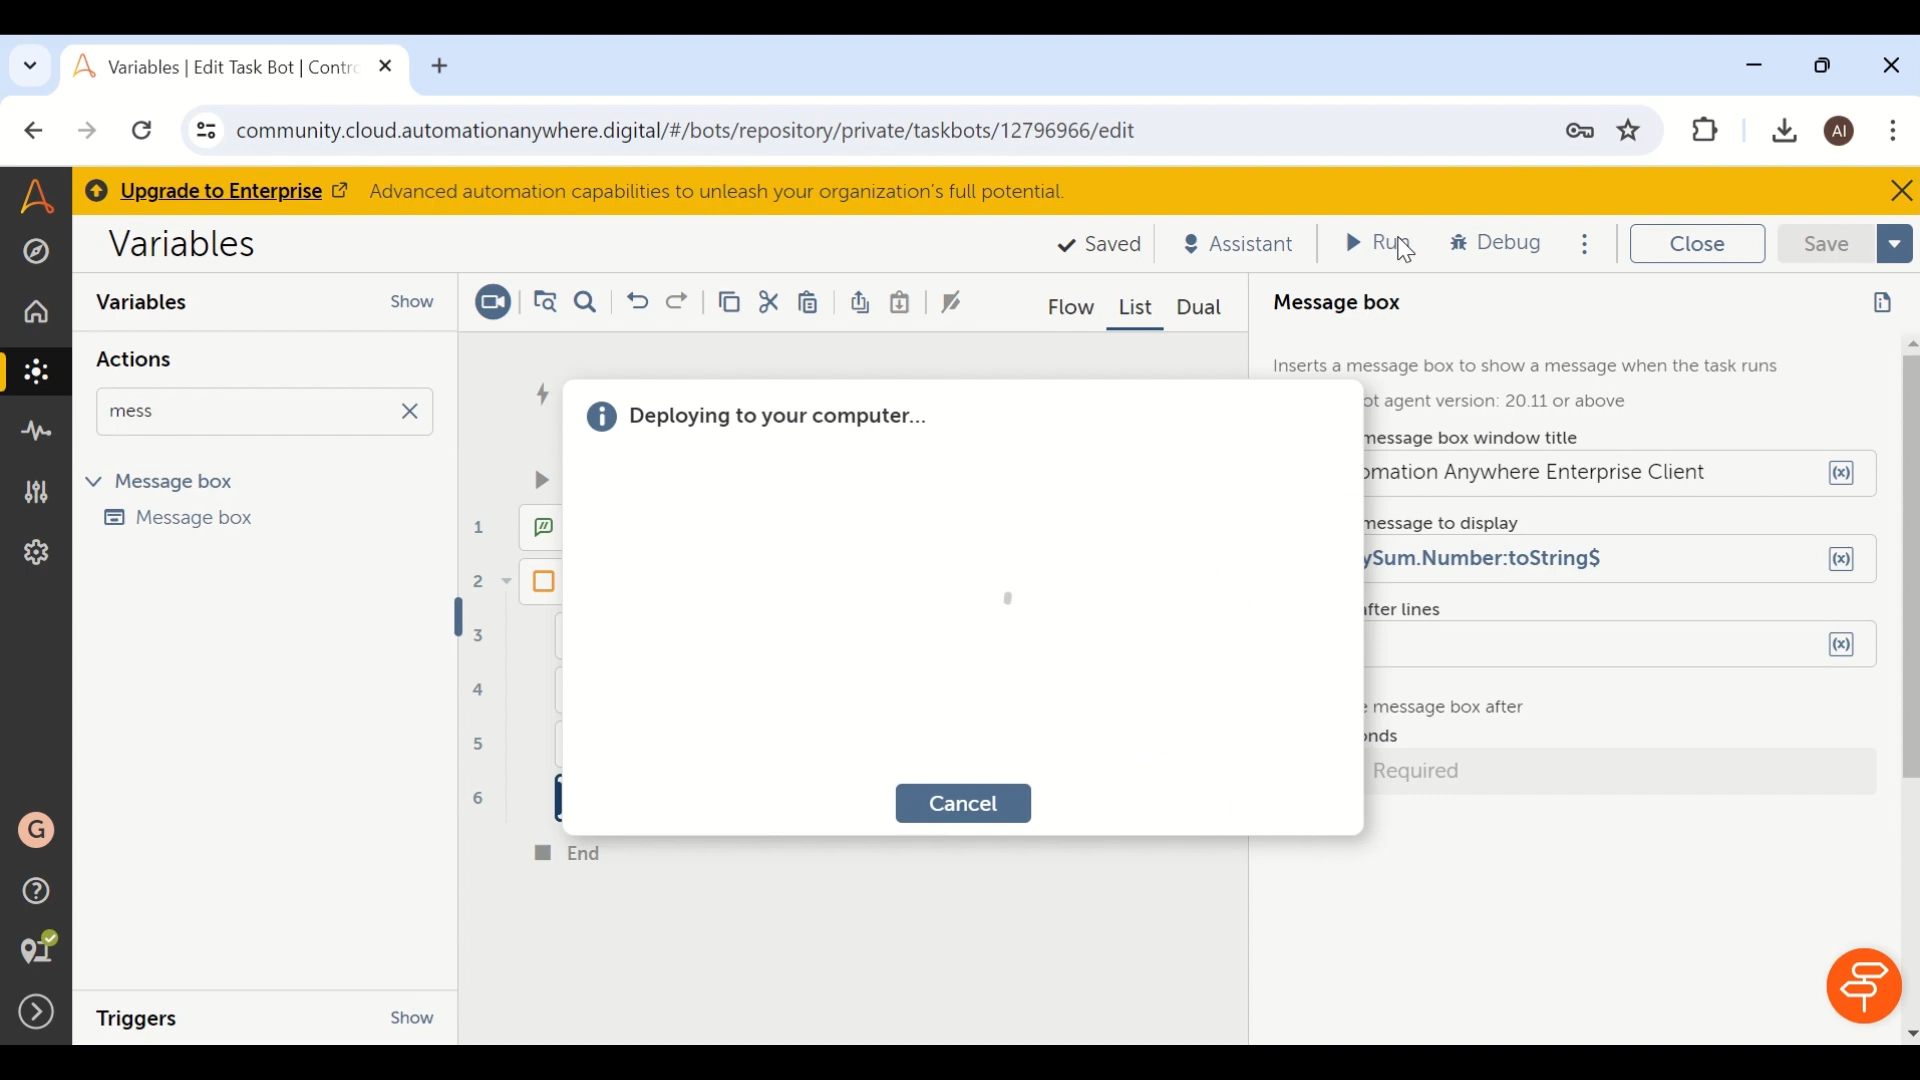 Variables | Edit Task Bot | Contro
community.cloud.automationanywhere.digital/#/bots/repository/private/taskbots/12796966/edit
AI
Upgrade to Enterprise Advanced automation capabilities to unleash your organization's full potential.
Variables
Saved
Assistant
Run
Debug
Close
Save
Variables
Show
Flow
List
Dual
Message box
Actions
mess
Message box
Message box
Inserts a message box to show a message when the task runs
ot agent version: 20.11 or above
message box window title
omation Anywhere Enterprise Client
(x)
message to display
ySum.Number:toString$
(x)
after lines
(x)
e message box after
onds
Required
Deploying to your computer...
Cancel
1
2
3
4
5
6
End
G
Triggers
Show